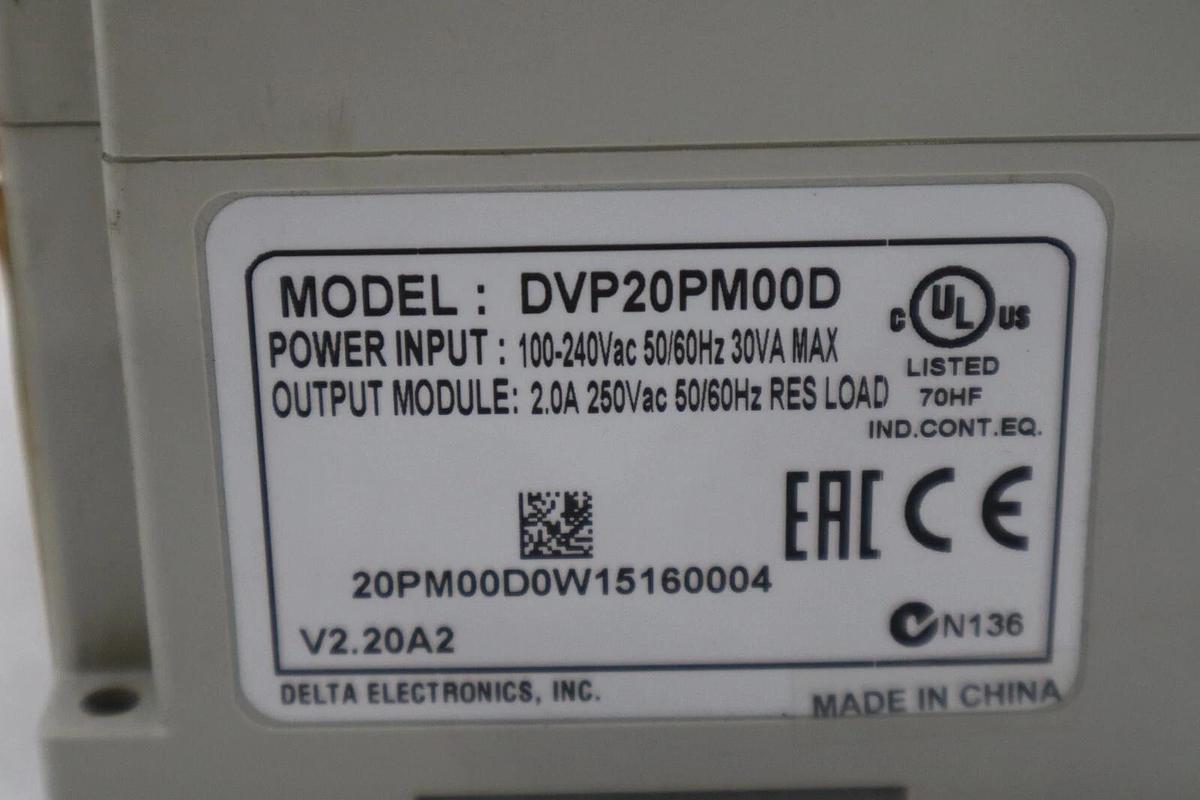 MODEL : DVP20PM00D
POWER INPUT : 100-240Vac 50/60Hz 30VA MAX
OUTPUT MODULE: 2.0A 250Vac 50/60Hz RES LOAD
C UL US
LISTED
70HF
IND.CONT.EQ.
EAC CE
20PM00D0W15160004
V2.20A2
N136
DELTA ELECTRONICS, INC.
MADE IN CHINA